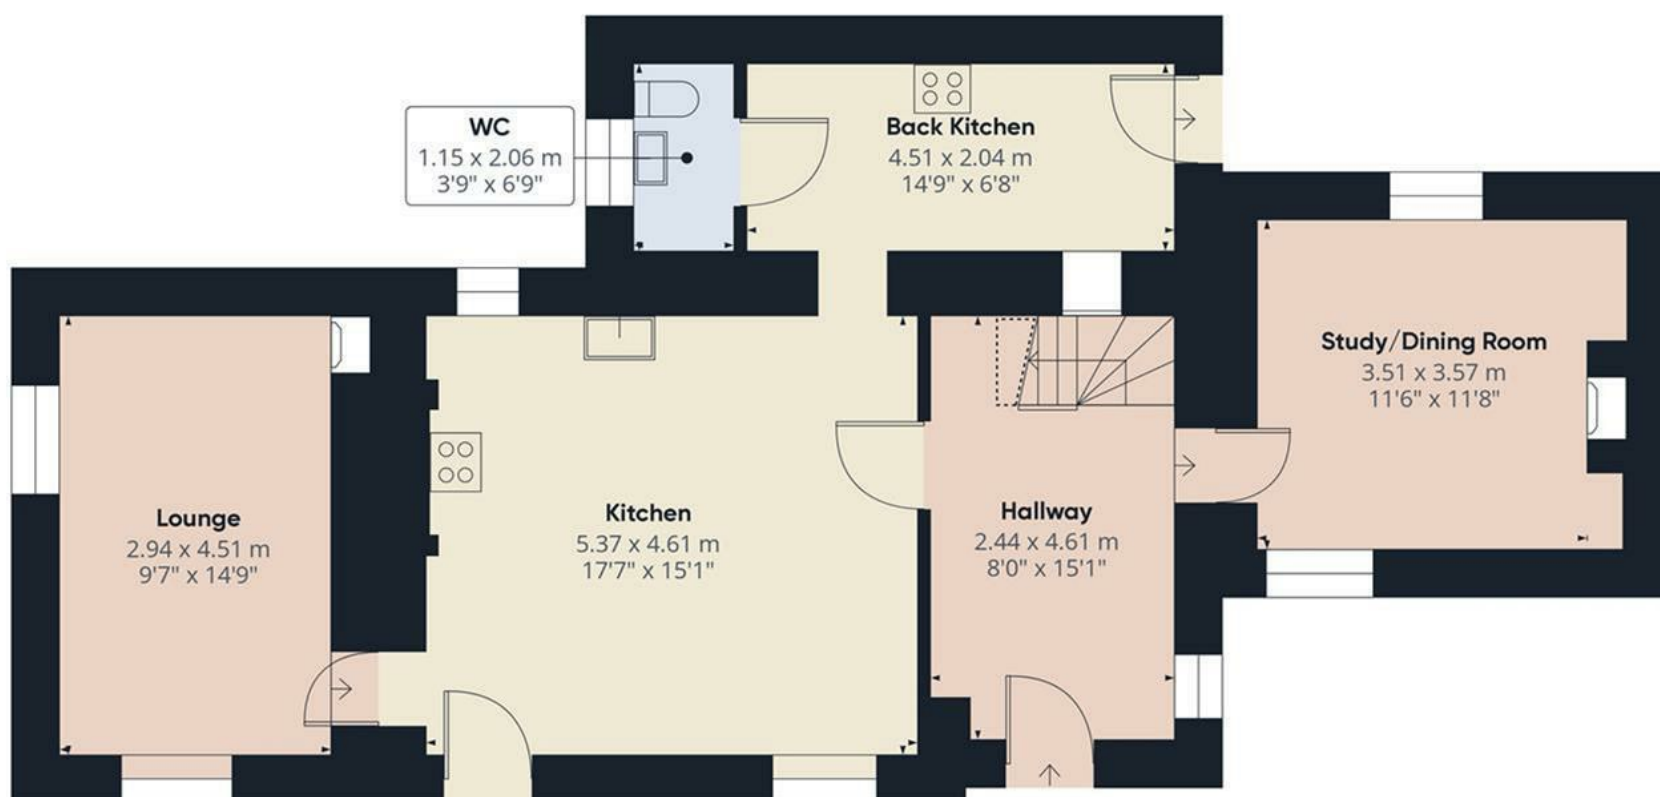 WC
1.15 x 2.06 m
3'9" x 6'9"
Back Kitchen
4.51 x 2.04 m
14'9" x 6'8"
Study/Dining Room
3.51 x 3.57 m
11'6" x 11'8"
Lounge
2.94 x 4.51 m
9'7" x 14'9"
Kitchen
5.37 x 4.61 m
17'7" x 15'1"
Hallway
2.44 x 4.61 m
8'0" x 15'1"